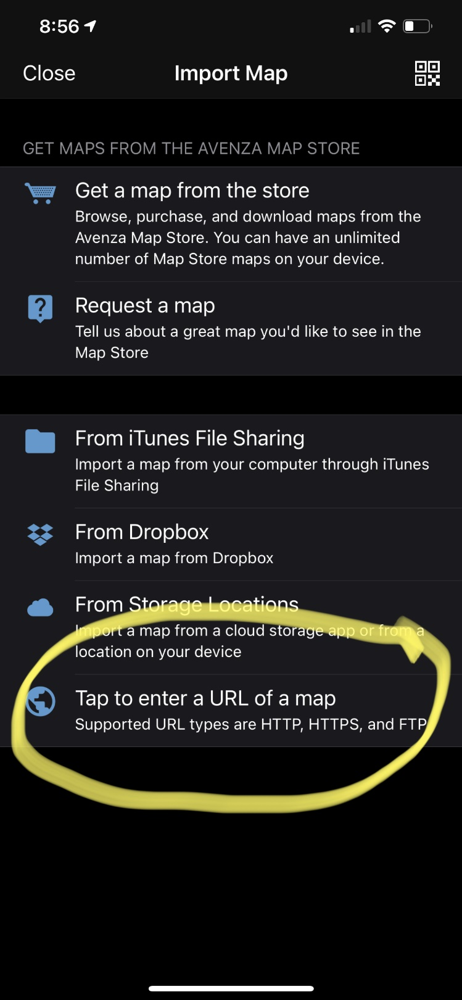 8:56
Close
Import Map
GET MAPS FROM THE AVENZA MAP STORE
Get a map from the store
Browse, purchase, and download maps from the
Avenza Map Store. You can have an unlimited
number of Map Store maps on your device.
Request a map
Tell us about a great map you'd like to see in the
Map Store
From iTunes File Sharing
Import a map from your computer through iTunes
File Sharing
From Dropbox
Import a map from Dropbox
From Storage Locations
Import a map from a cloud storage app or from a
location on your device
Tap to enter a URL of a map
Supported URL types are HTTP, HTTPS, and FTP